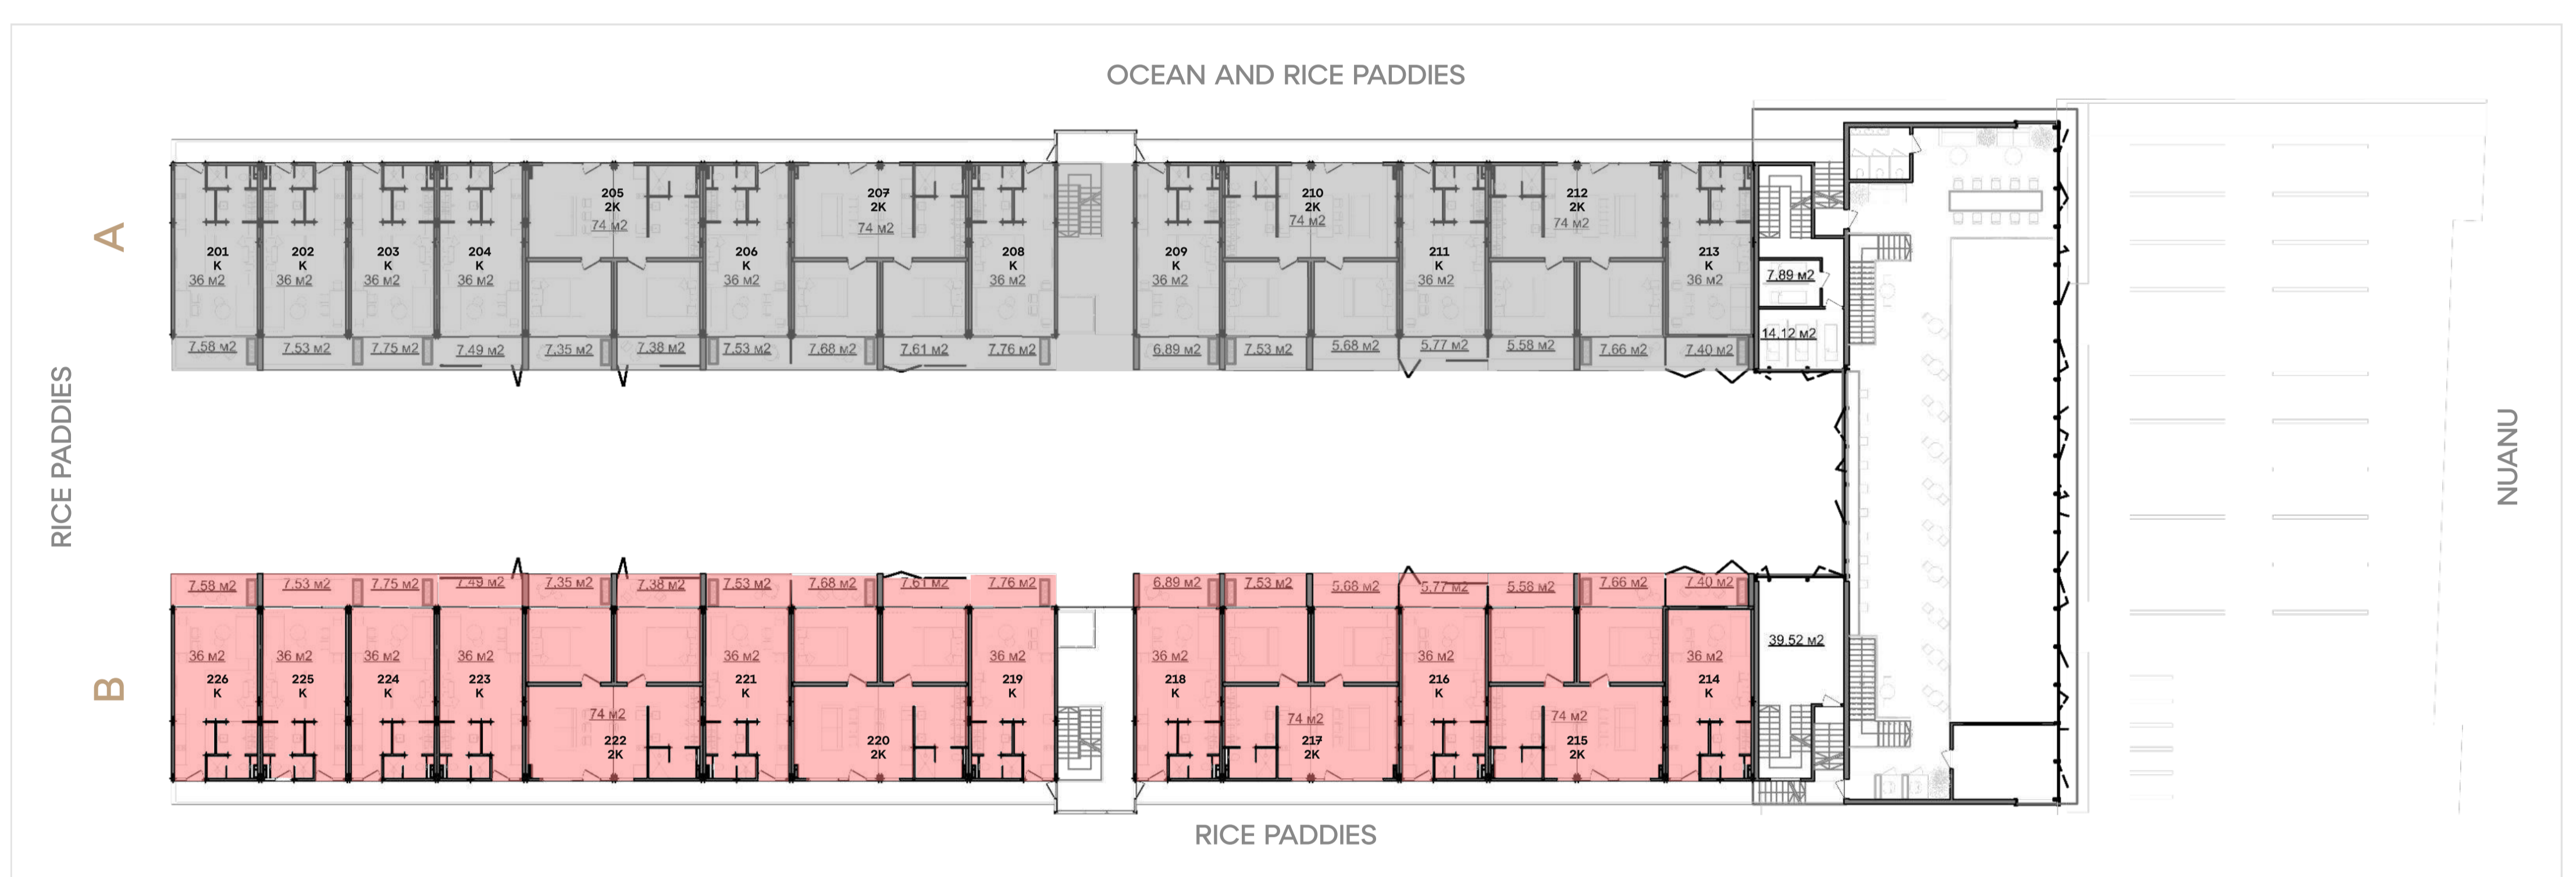 OCEAN AND RICE PADDIES
A
201
K
36 м2
202
K
36 м2
203
K
36 м2
204
K
36 м2
205
2K
74 м2
206
K
36 м2
207
2K
74 м2
208
K
36 м2
209
K
36 м2
210
2K
74 м2
211
K
36 м2
212
2K
74 м2
213
K
36 м2
7,89 м2
14,12 м2
7,58 м2
7,53 м2
7,75 м2
7,49 м2
7,35 м2
7,38 м2
7,53 м2
7,68 м2
7,61 м2
7,76 м2
6,89 м2
7,53 м2
5,68 м2
5,77 м2
5,58 м2
7,66 м2
7,40 м2
RICE PADDIES
NUANU
7,58 м2
7,53 м2
7,75 м2
7,49 м2
7,35 м2
7,38 м2
7,53 м2
7,68 м2
7,61 м2
7,76 м2
6,89 м2
7,53 м2
5,68 м2
5,77 м2
5,58 м2
7,66 м2
7,40 м2
39,52 м2
B
36 м2
226
K
36 м2
225
K
36 м2
224
K
36 м2
223
K
74 м2
222
2K
36 м2
221
K
220
2K
36 м2
219
K
36 м2
218
K
74 м2
217
2K
36 м2
216
K
74 м2
215
2K
36 м2
214
K
RICE PADDIES